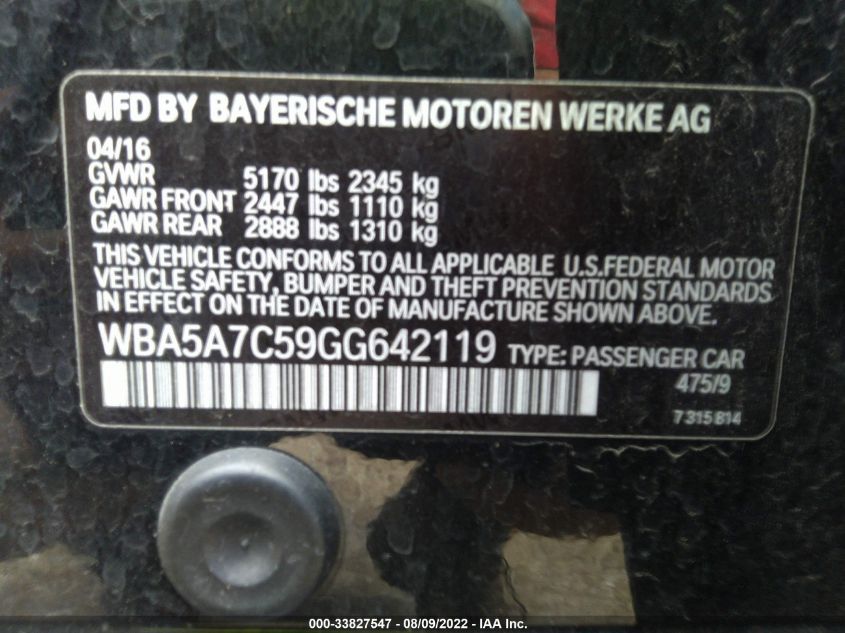 MFD BY BAYERISCHE MOTOREN WERKE AG
04/16
GVWR 5170 lbs 2345 kg
GAWR FRONT 2447 lbs 1110 kg
GAWR REAR 2888 lbs 1310 kg
THIS VEHICLE CONFORMS TO ALL APPLICABLE U.S.FEDERAL MOTOR
VEHICLE SAFETY, BUMPER AND THEFT PREVENTION STANDARDS
IN EFFECT ON THE DATE OF MANUFACTURE SHOWN ABOVE.
WBA5A7C59GG642119 TYPE: PASSENGER CAR
475/9
7 315 814
000-33827547 - 08/09/2022 - IAA Inc.